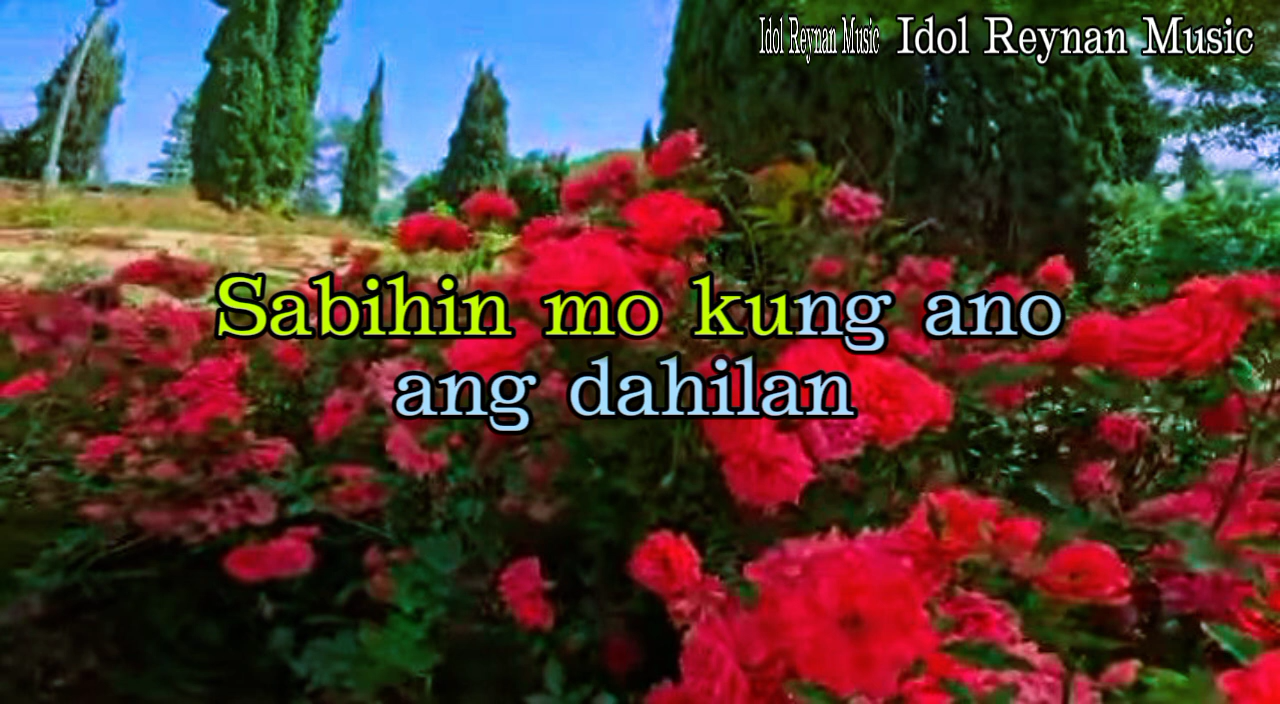 Idol Reynan Music Idol Reynan Music
Sabihin mo kung ano
ang dahilan